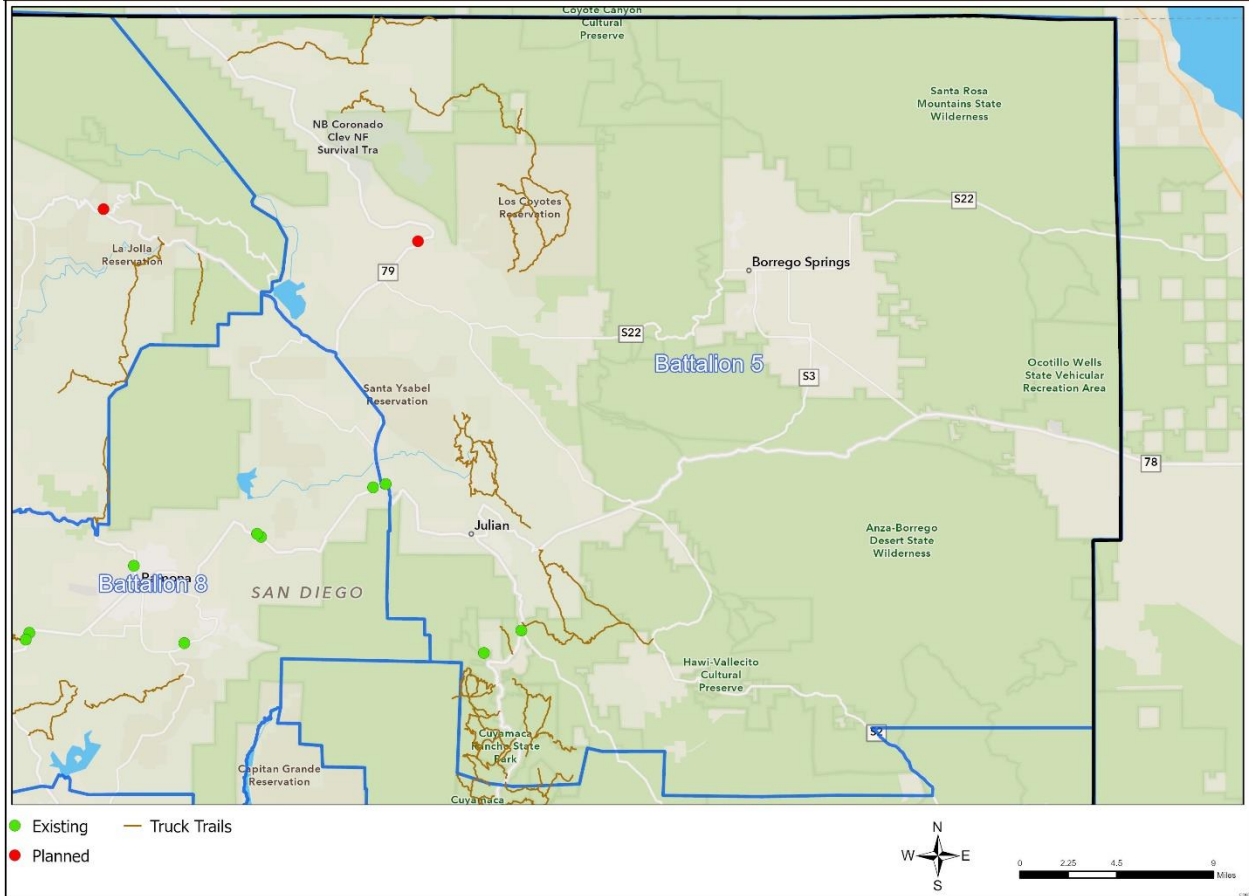 Coyote Canyon
Cultural
Preserve
Santa Rosa
Mountains State
Wilderness
NB Coronado
Clev NF
Survival Tra
Los Coyotes
Reservation
S22
La Jolla
Reservation
79
Borrego Springs
S22
Battalion 5
Ocotillo Wells
State Vehicular
Recreation Area
S3
Santa Ysabel
Reservation
78
Julian
Anza-Borrego
Desert State
Wilderness
Ramona
Battalion 8
SAN DIEGO
Hawi-Vallecito
Cultural
Preserve
S2
Cuyamaca
Rancho State
Park
Capitan Grande
Reservation
Cuyamaca
Existing
Truck Trails
Planned
N
W
E
S
0 2.25 4.5 9
Miles